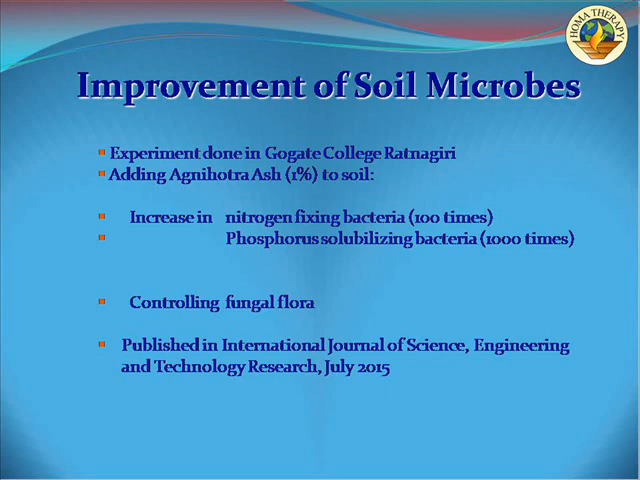 HOMA THERAPY
Improvement of Soil Microbes
Experiment done in Gogate College Ratnagiri
Adding Agnihotra Ash (1%) to soil:
Increase in nitrogen fixing bacteria (100 times)
Phosphorus solubilizing bacteria (1000 times)
Controlling fungal flora
Published in International Journal of Science, Engineering
and Technology Research, July 2015